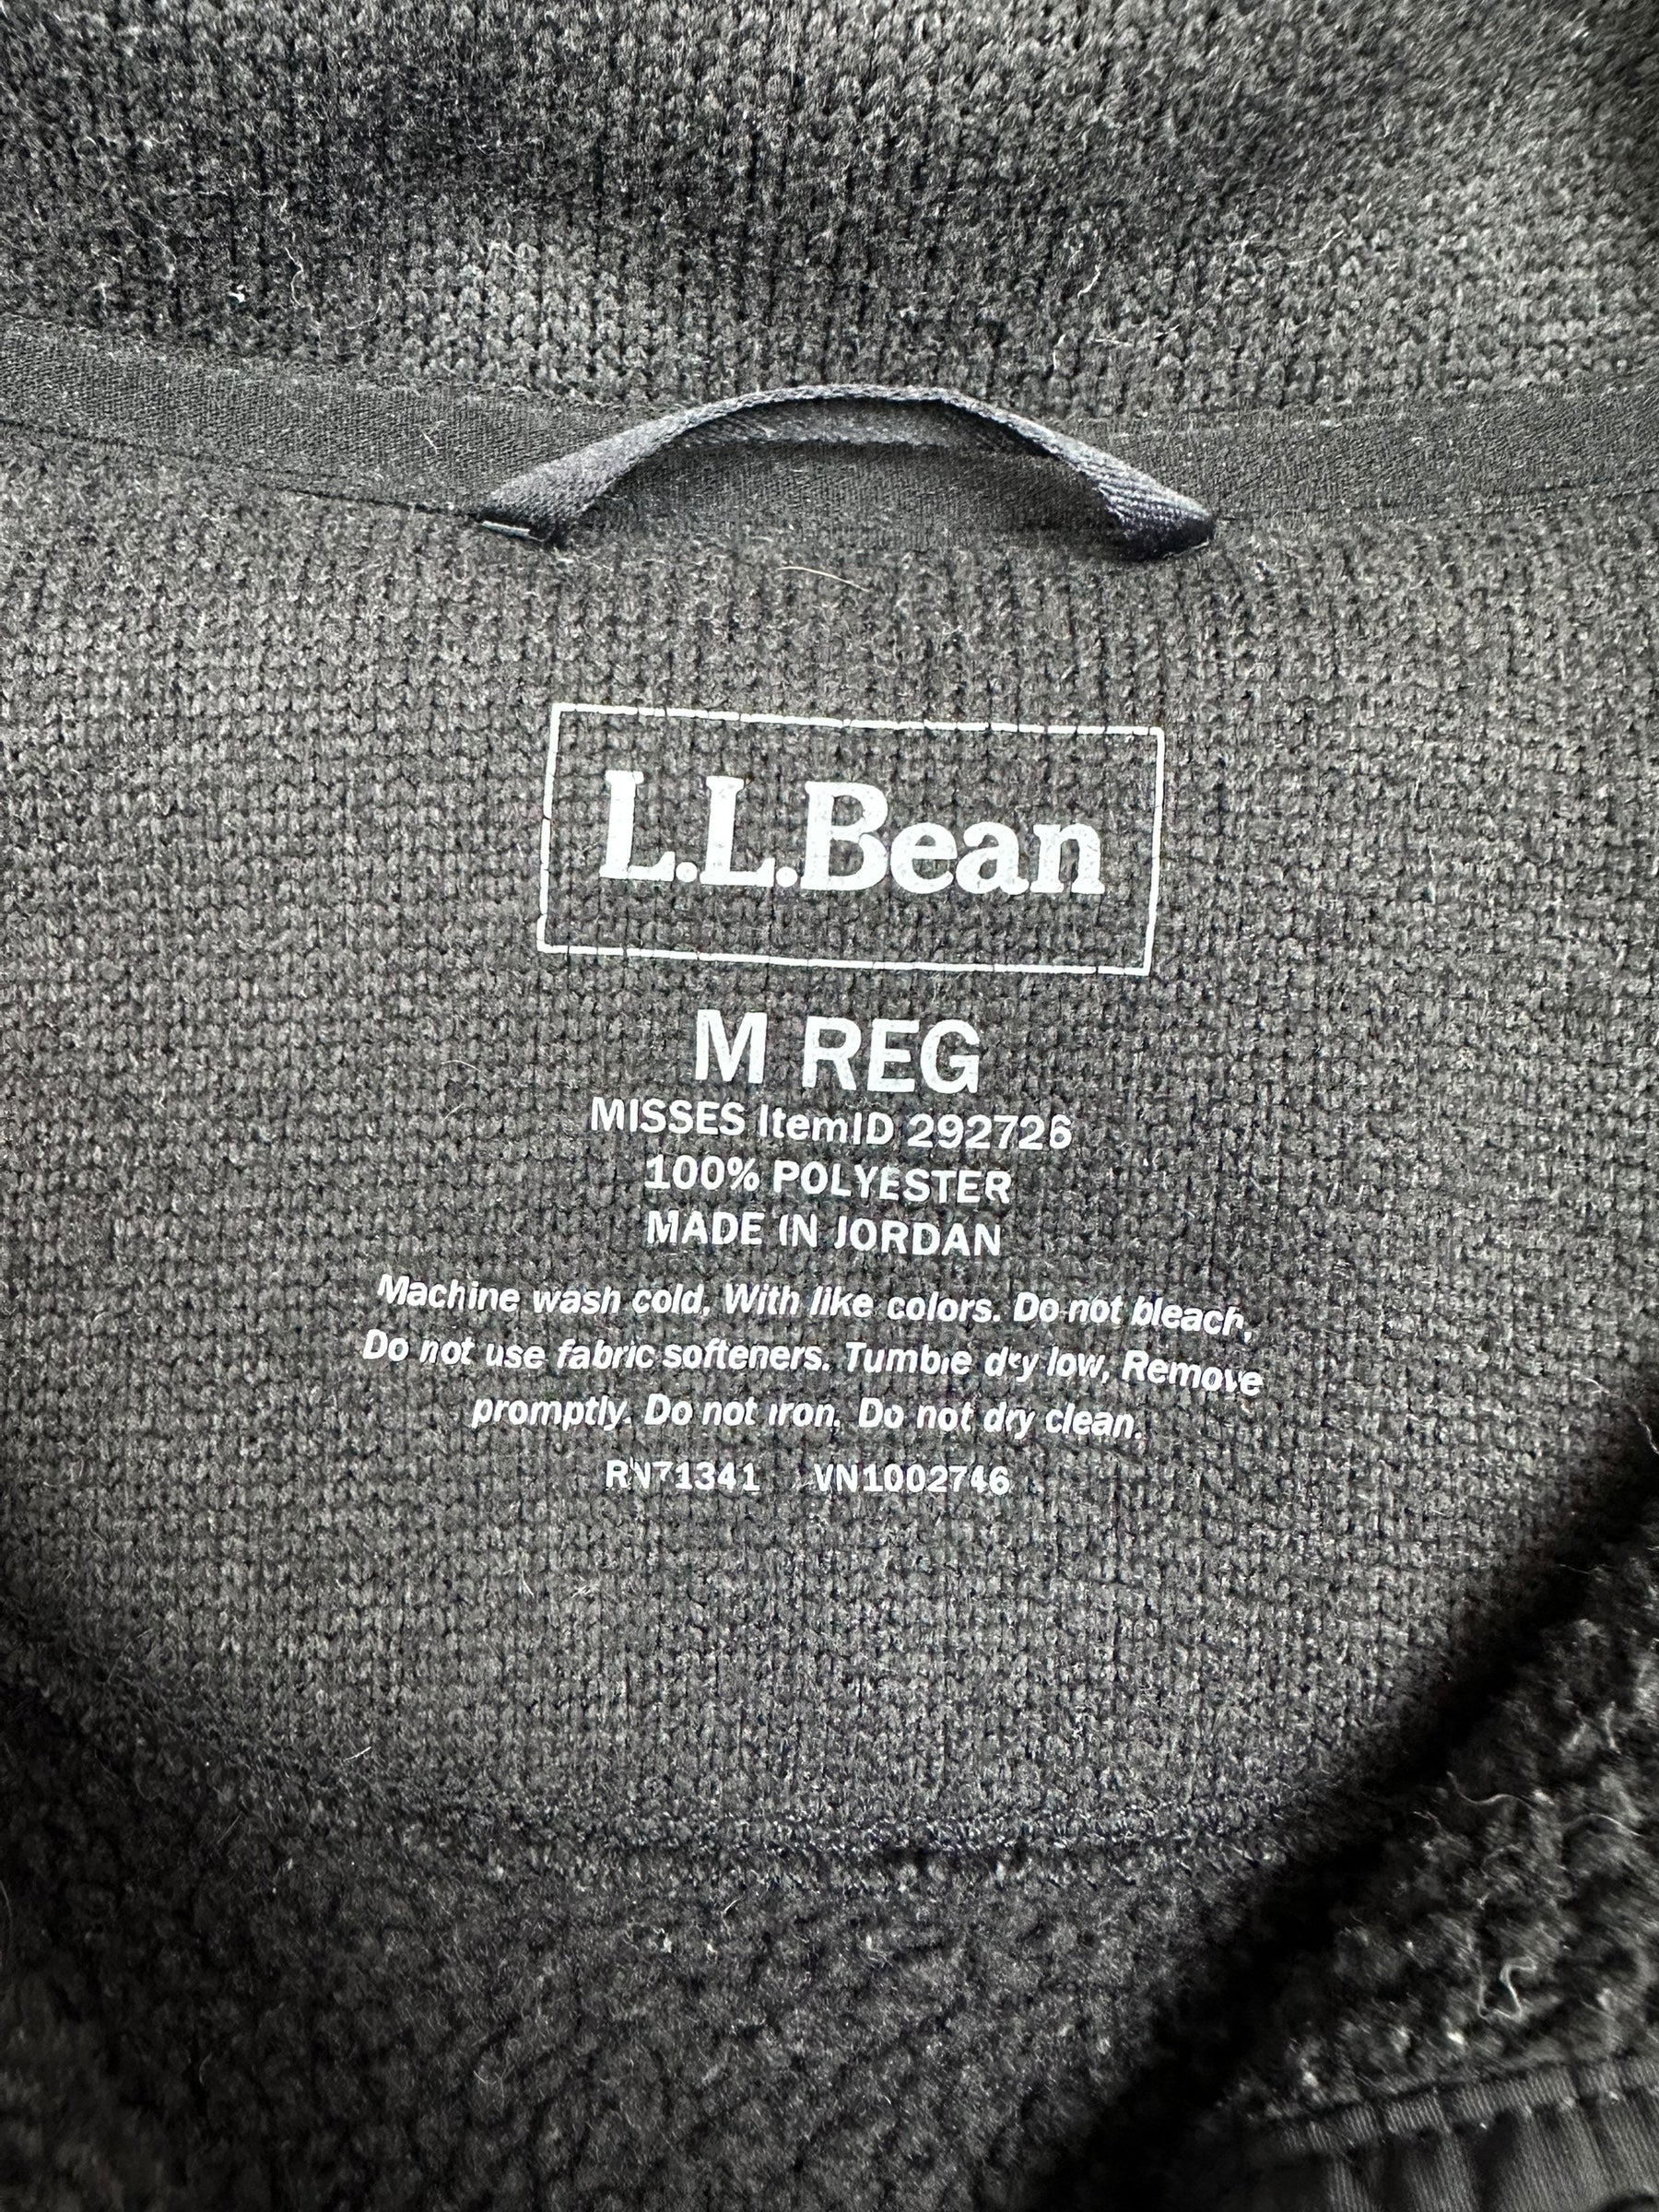 L.L.Bean
M REG
MISSES ItemID 292726
100% POLYESTER
MADE IN JORDAN
Machine wash cold, With like colors. Do not bleach,
Do not use fabric softeners. Tumble dry low, Remove
promptly. Do not iron. Do not dry clean.
RN71341 VN1002746